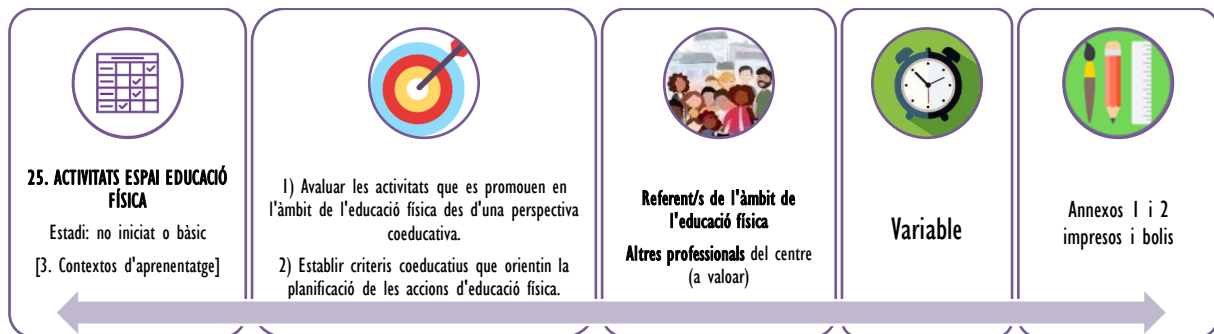 25. ACTIVITATS ESPAI EDUCACIÓ
FÍSICA
Estadi: no iniciat o bàsic
[3. Contextos d'aprenentatge]
1) Avaluar les activitats que es promouen en
l'àmbit de l'educació física des d'una perspectiva
coeducativa.
2) Establir criteris coeducatius que orientin la
planificació de les accions d'educació física.
Referent/s de l'àmbit de
l'educació física
Altres professionals del centre
(a valoar)
Variable
Annexos 1 i 2
impresos i bolis